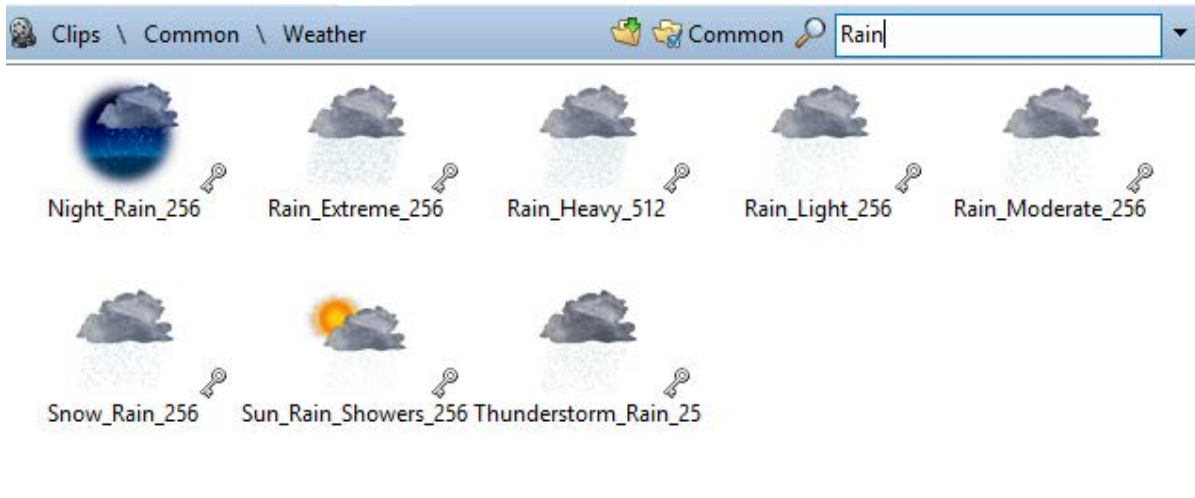 Clips \ Common \ Weather Common Rain
Night_Rain_256 Rain_Extreme_256 Rain_Heavy_512 Rain_Light_256 Rain_Moderate_256
Snow_Rain_256 Sun_Rain_Showers_256 Thunderstorm_Rain_25